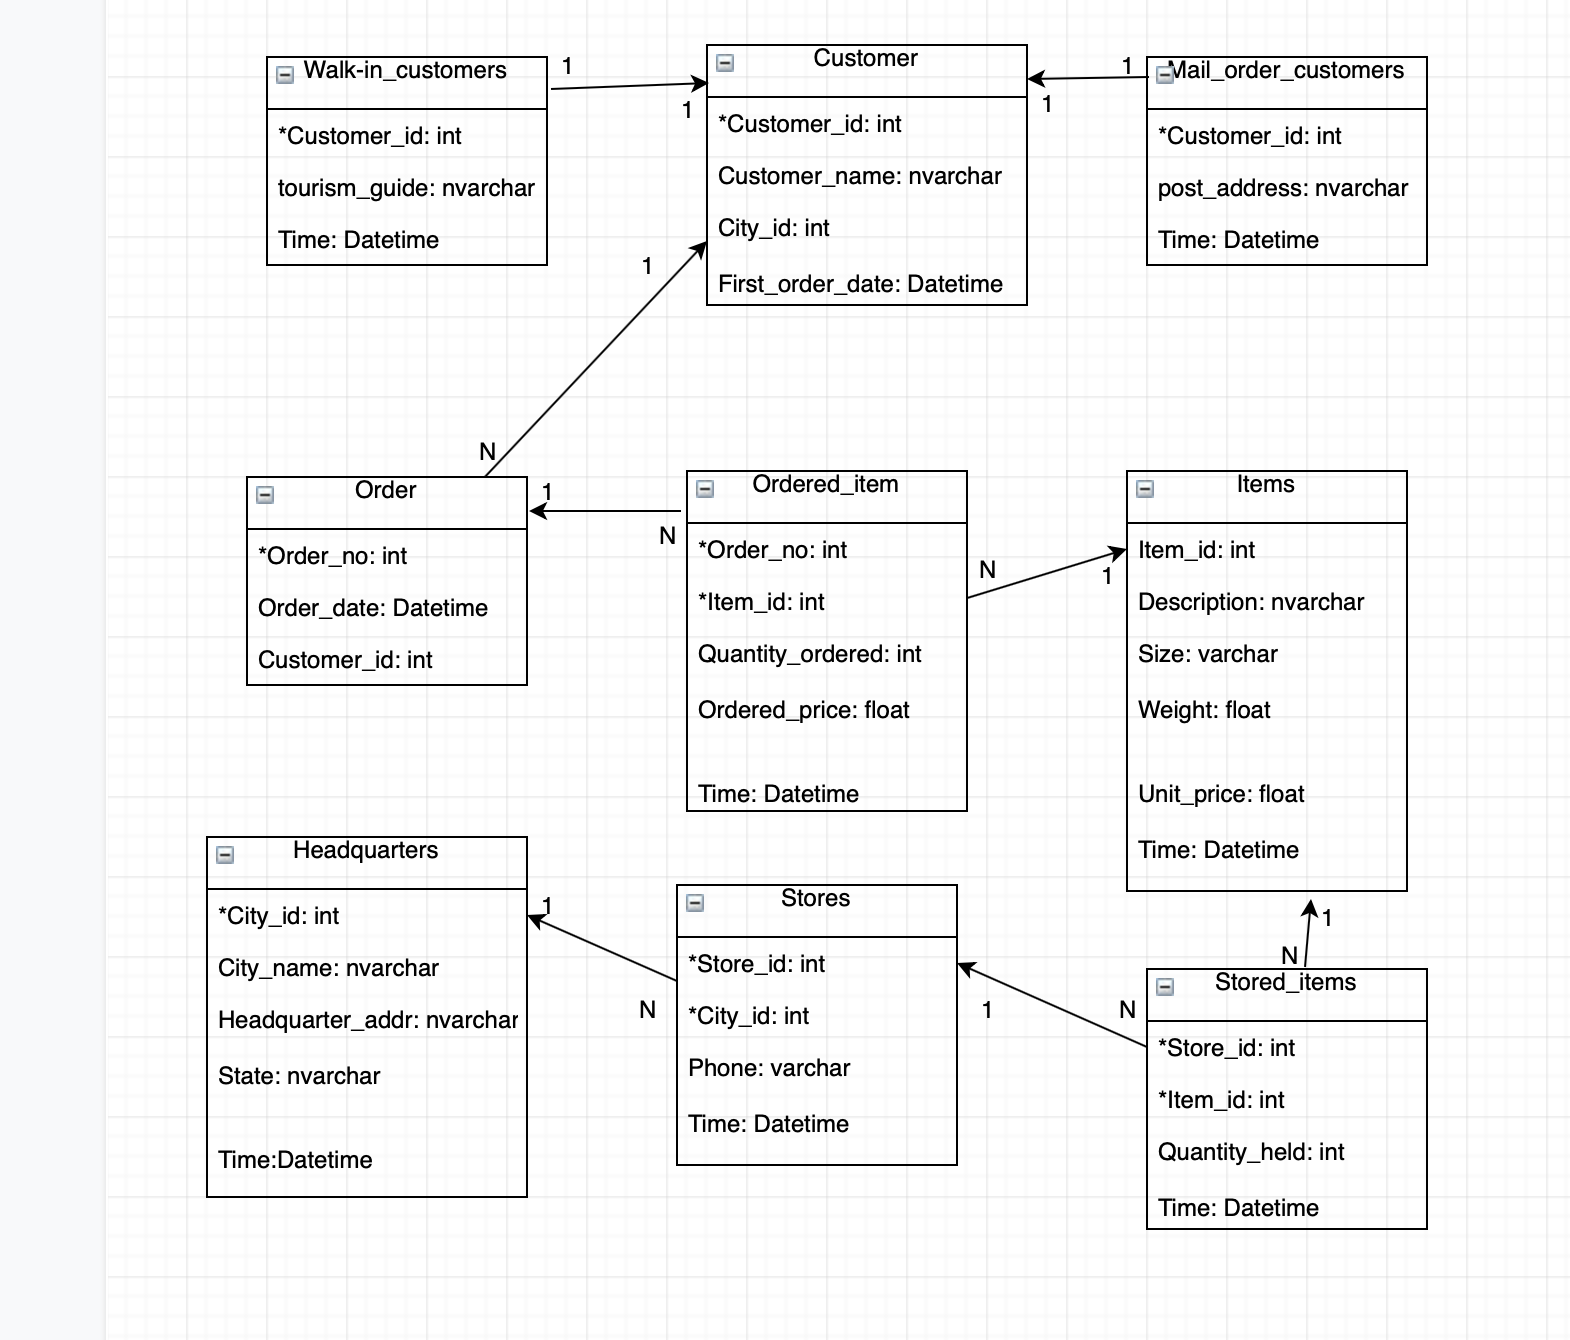 Walk-in_customers
1
*Customer_id: int
tourism_guide: nvarchar
Time: Datetime
Customer
1
*Customer_id: int
Customer_name: nvarchar
City_id: int
First_order_date: Datetime
Mail_order_customers
1
1
*Customer_id: int
post_address: nvarchar
Time: Datetime
1
N
Order
1
*Order_no: int
Order_date: Datetime
Customer_id: int
Ordered_item
N
*Order_no: int
*Item_id: int
Quantity_ordered: int
Ordered_price: float
Time: Datetime
N
1
Items
Item_id: int
Description: nvarchar
Size: varchar
Weight: float
Unit_price: float
Time: Datetime
Headquarters
1
*City_id: int
City_name: nvarchar
Headquarter_addr: nvarchar
State: nvarchar
Time:Datetime
Stores
N
*Store_id: int
*City_id: int
Phone: varchar
Time: Datetime
1
N
1
N
Stored_items
*Store_id: int
*Item_id: int
Quantity_held: int
Time: Datetime